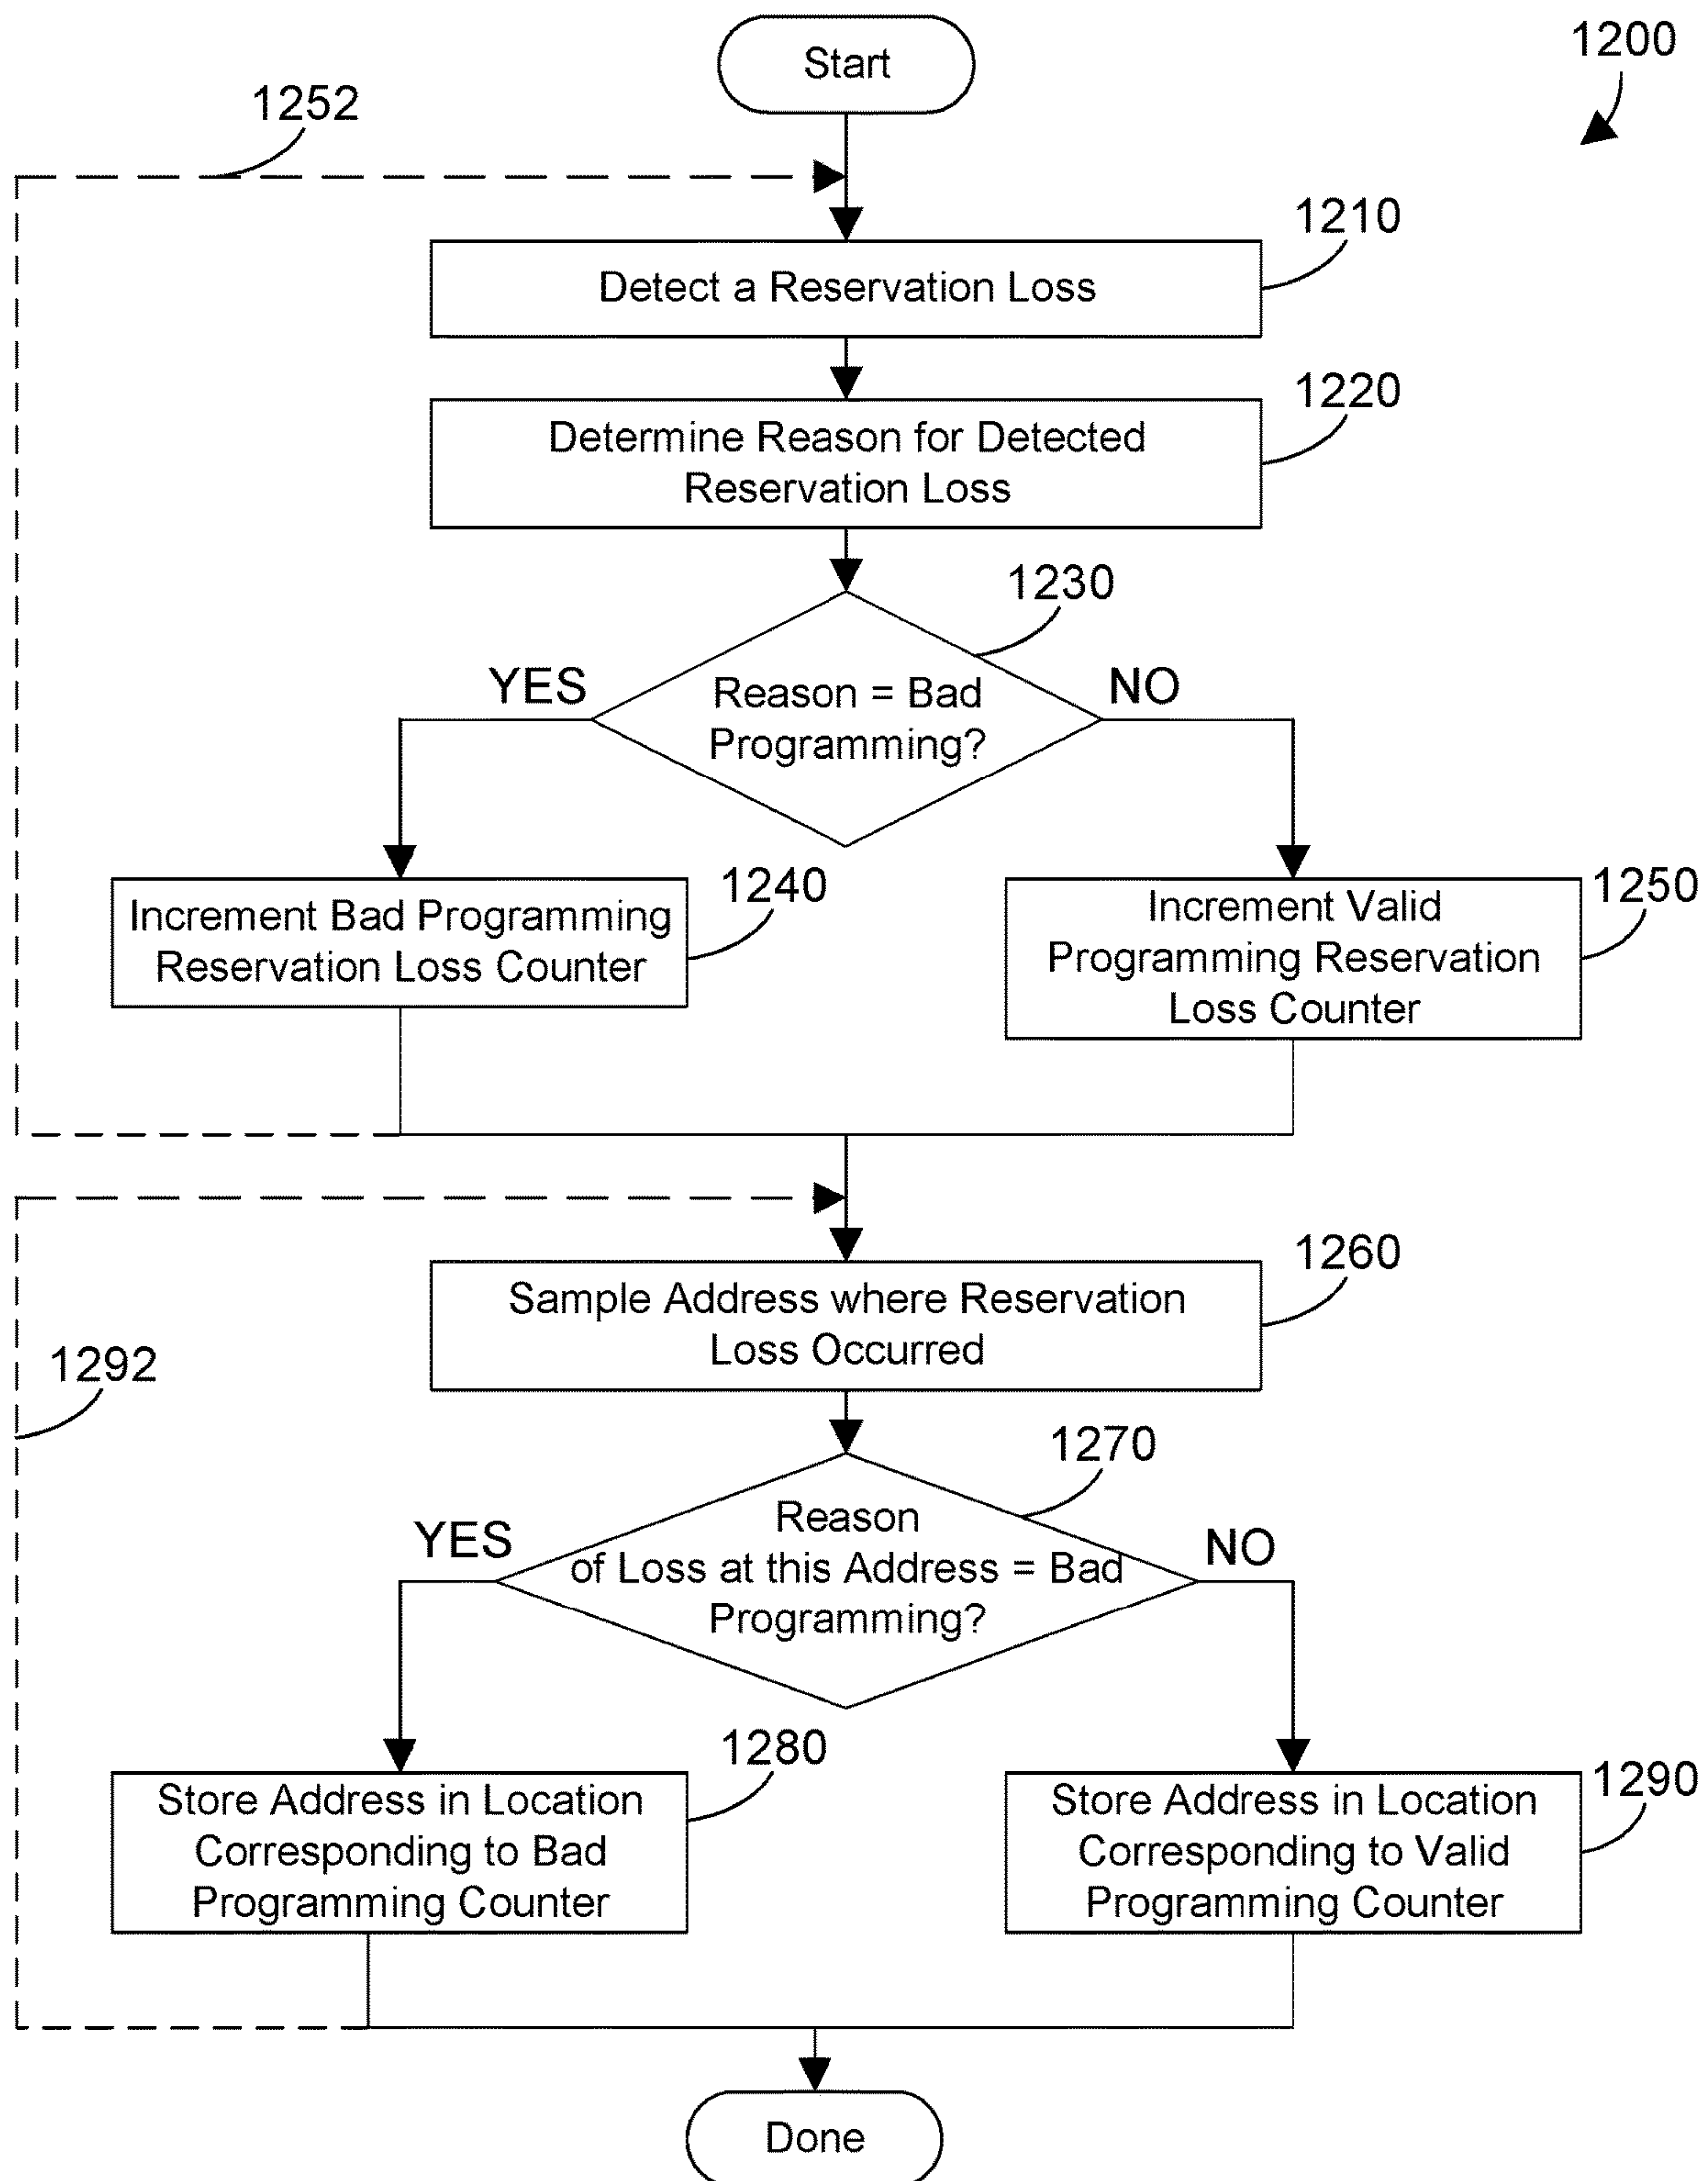 Start
1200
1252
1210
Detect a Reservation Loss
1220
Determine Reason for Detected
Reservation Loss
1230
YES
NO
Reason = Bad
Programming?
1240
Increment Bad Programming
Reservation Loss Counter
1250
Increment Valid
Programming Reservation
Loss Counter
1260
Sample Address where Reservation
Loss Occurred
1292
1270
YES
NO
Reason
of Loss at this Address = Bad
Programming?
1280
Store Address in Location
Corresponding to Bad
Programming Counter
1290
Store Address in Location
Corresponding to Valid
Programming Counter
Done